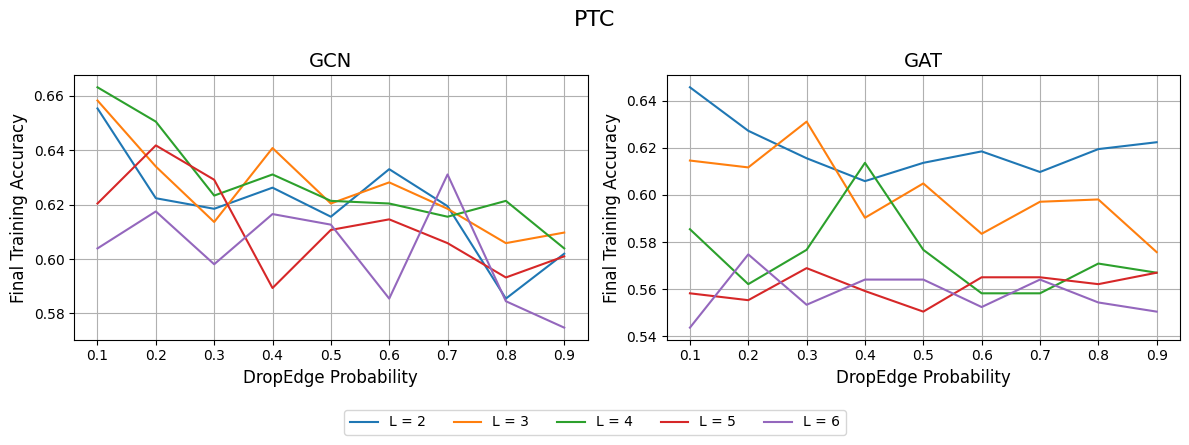 PTC
GCN
Final Training Accuracy
0.66
0.64
0.62
0.60
0.58
0.1 0.2 0.3 0.4 0.5 0.6 0.7 0.8 0.9
DropEdge Probability
GAT
Final Training Accuracy
0.64
0.62
0.60
0.58
0.56
0.54
0.1 0.2 0.3 0.4 0.5 0.6 0.7 0.8 0.9
DropEdge Probability
L = 2 L = 3 L = 4 L = 5 L = 6